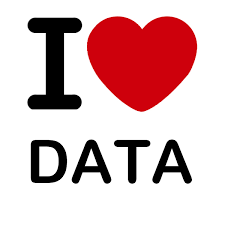 I ❤
DATA